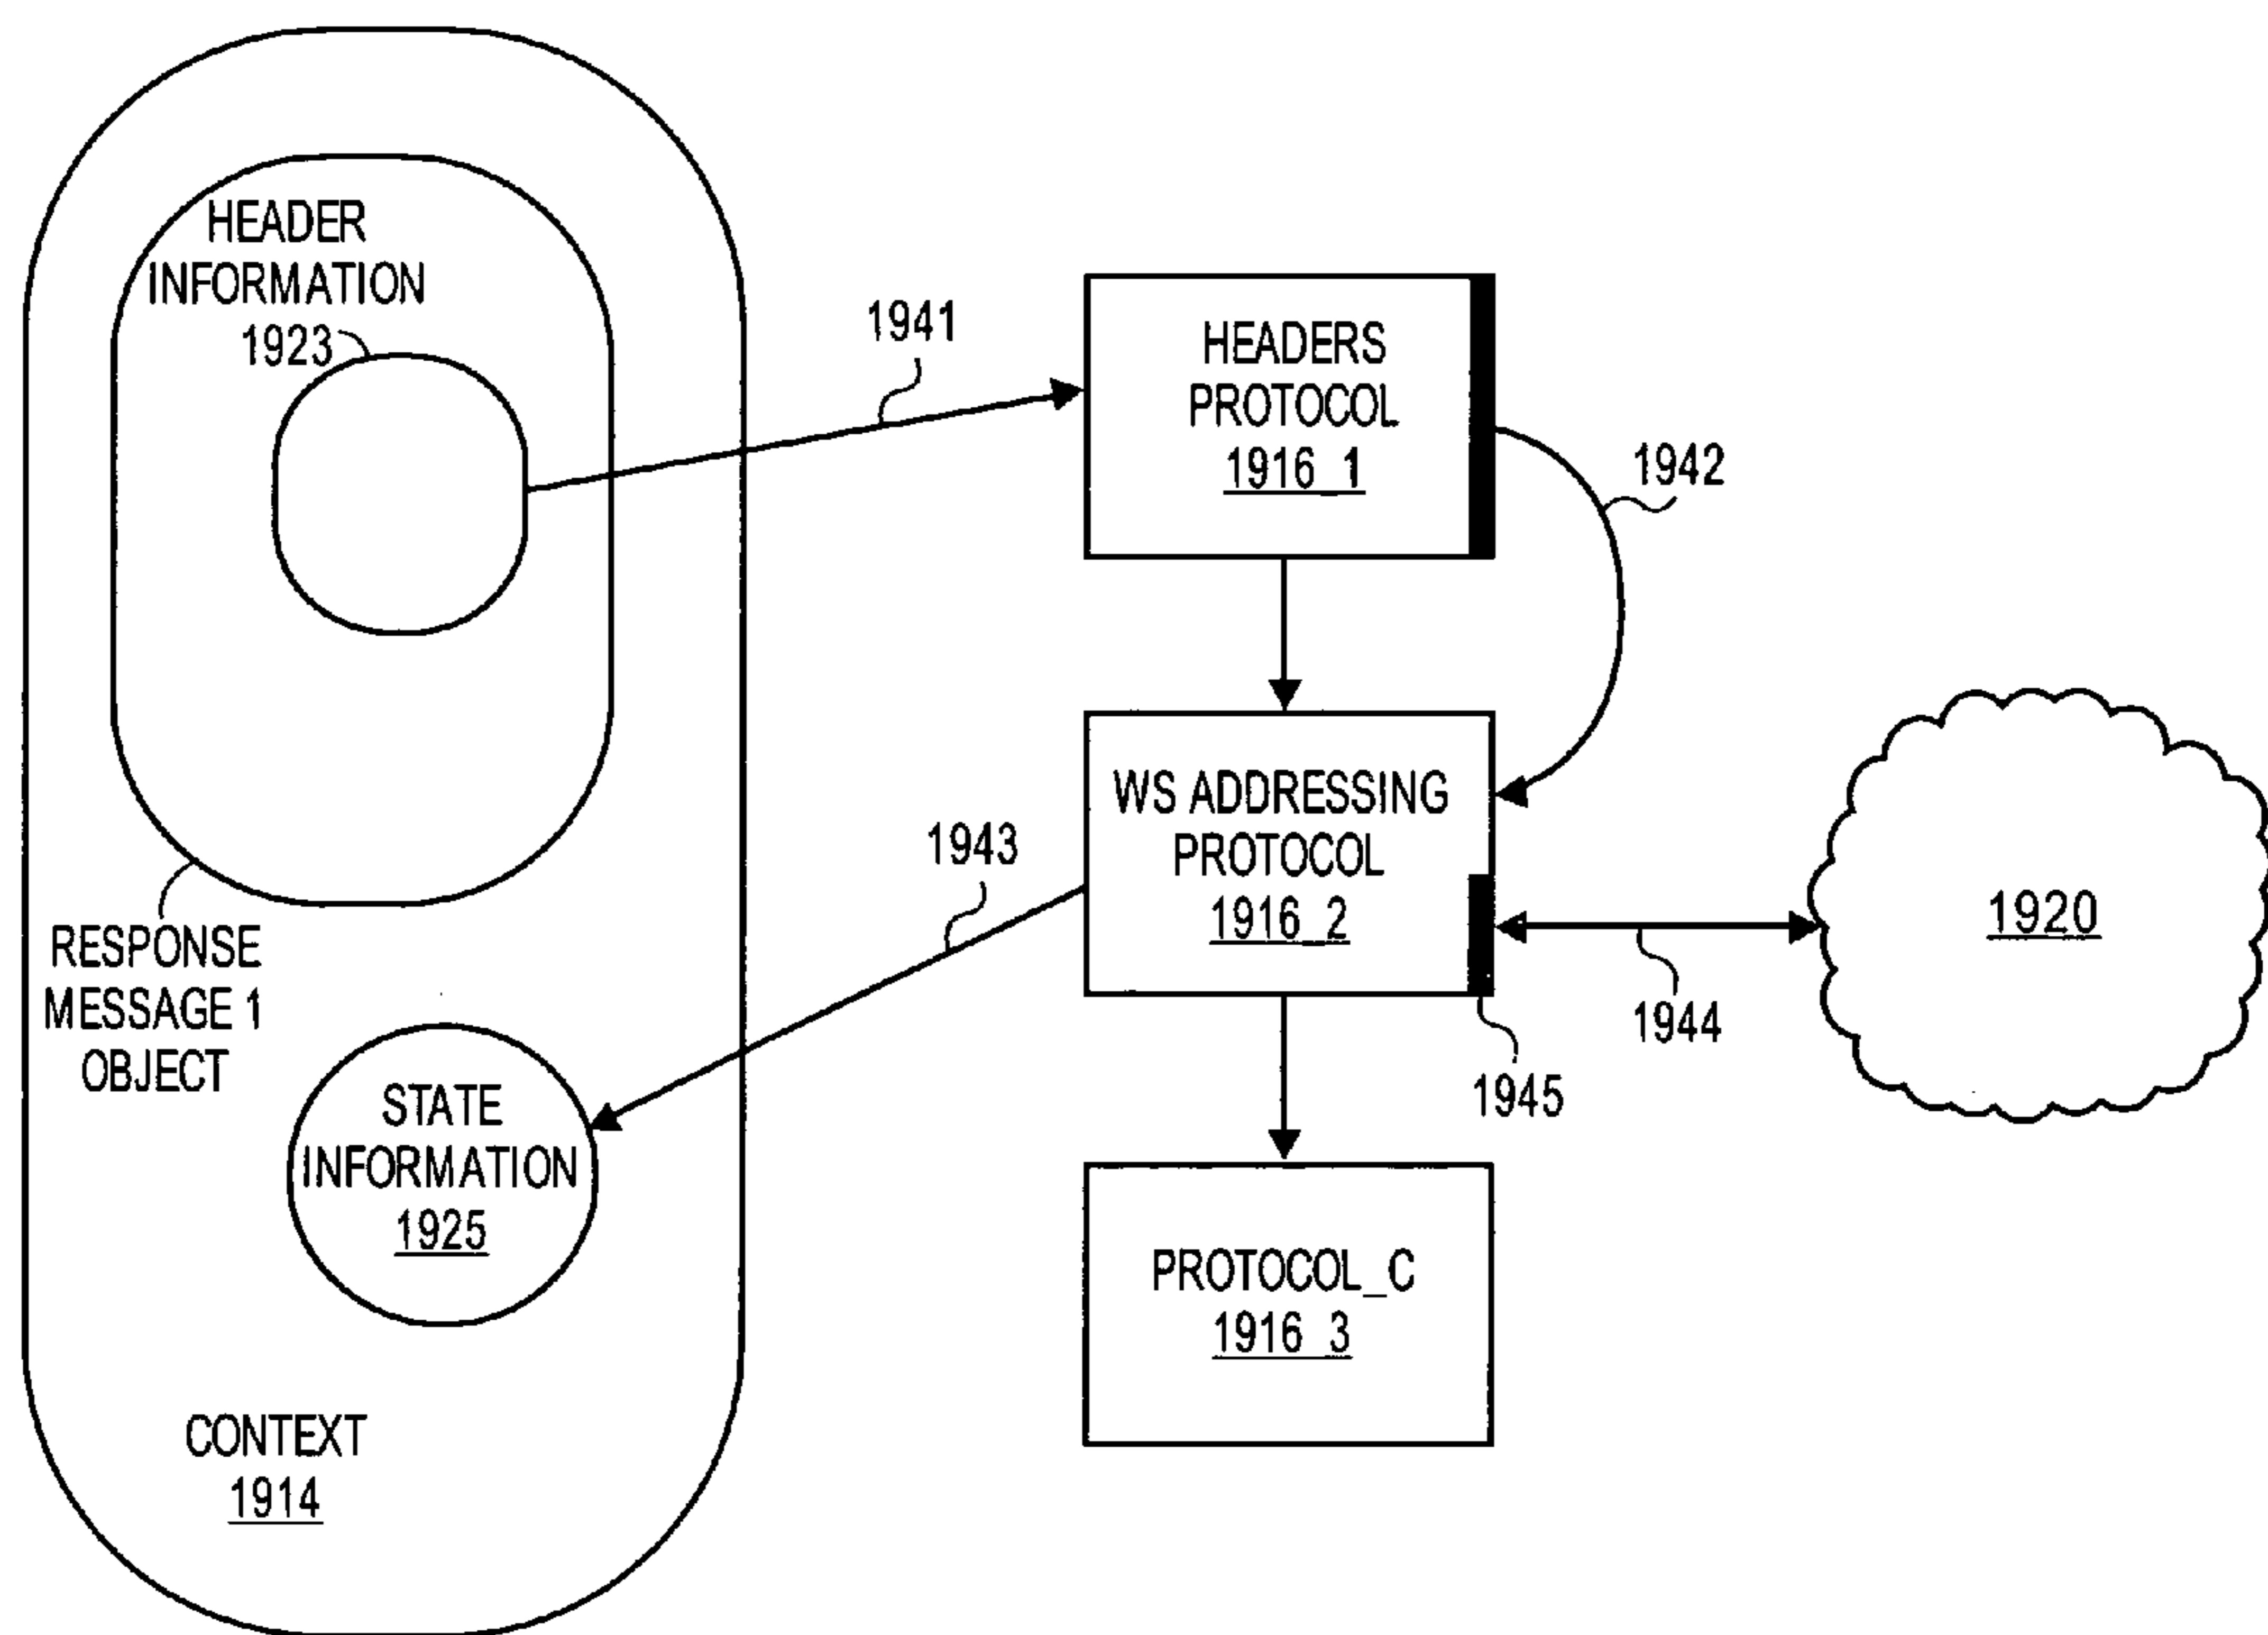 HEADER
INFORMATION
1923
1941
HEADERS
PROTOCOL
1916_1
1942
WS ADDRESSING
PROTOCOL
1916_2
1943
1920
1944
1945
RESPONSE
MESSAGE 1
OBJECT
STATE
INFORMATION
1925
PROTOCOL_C
1916_3
CONTEXT
1914